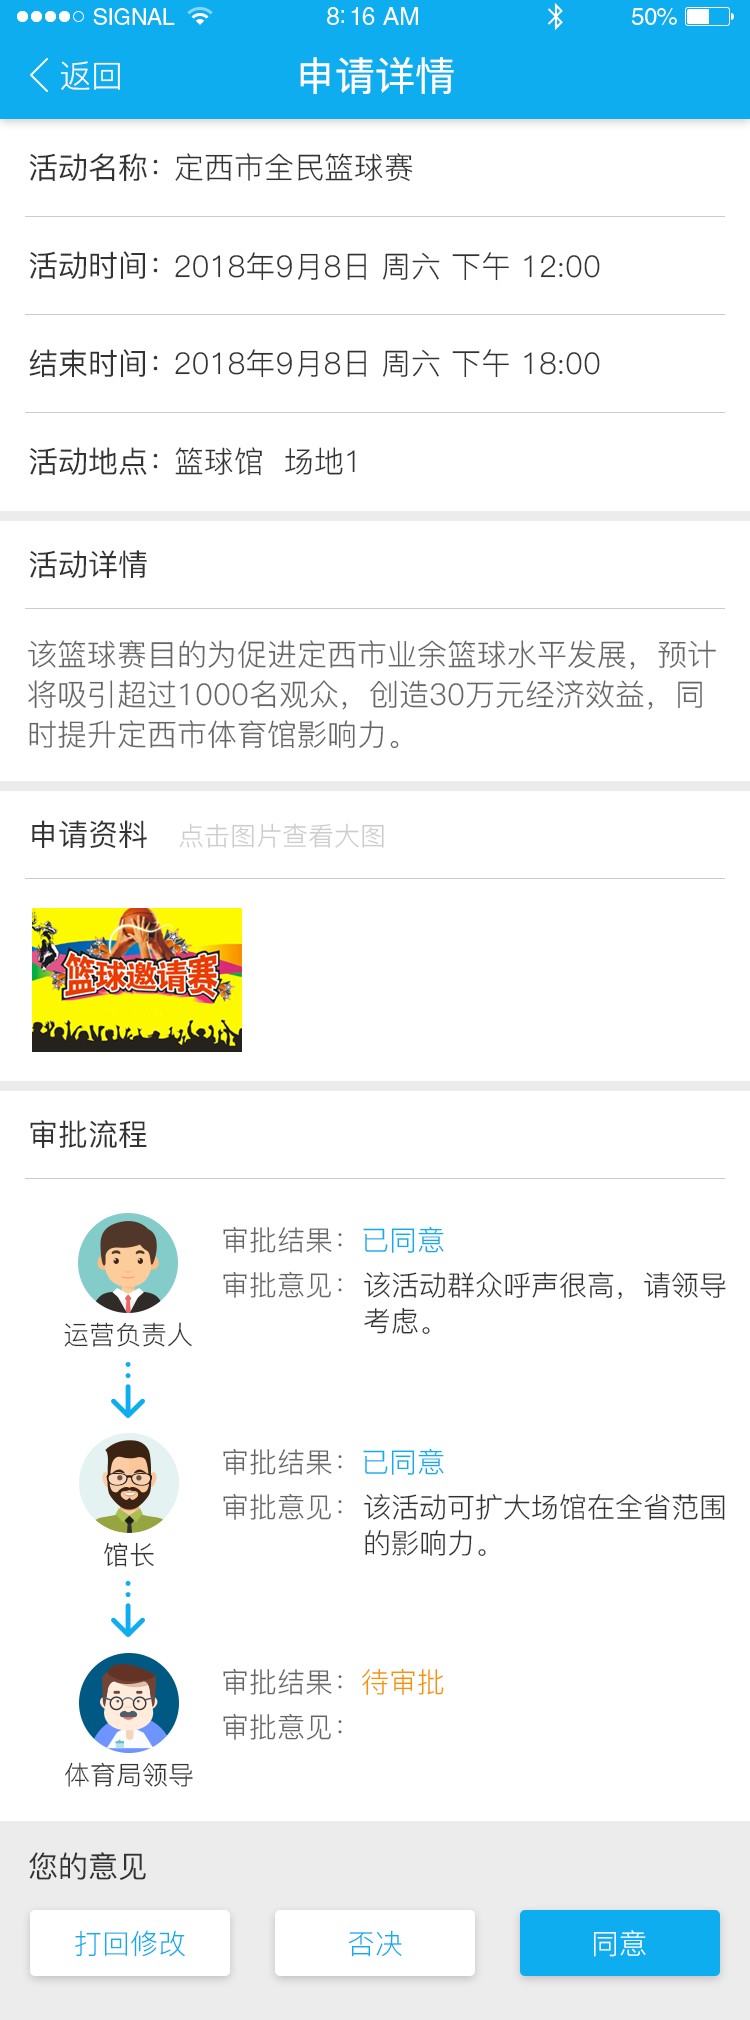 SIGNAL 8:16 AM 50%
返回 申请详情
活动名称：定西市全民篮球赛
活动时间：2018年9月8日 周六 下午 12:00
结束时间：2018年9月8日 周六 下午 18:00
活动地点：篮球馆 场地1
活动详情
该篮球赛目的为促进定西市业余篮球水平发展，预计
将吸引超过1000名观众，创造30万元经济效益，同
时提升定西市体育馆影响力。
申请资料 点击图片查看大图
篮球邀请赛
审批流程
审批结果：已同意
审批意见：该活动群众呼声很高，请领导
考虑。
运营负责人
审批结果：已同意
审批意见：该活动可扩大场馆在全省范围
的影响力。
馆长
审批结果：待审批
审批意见：
体育局领导
您的意见
打回修改 否决 同意